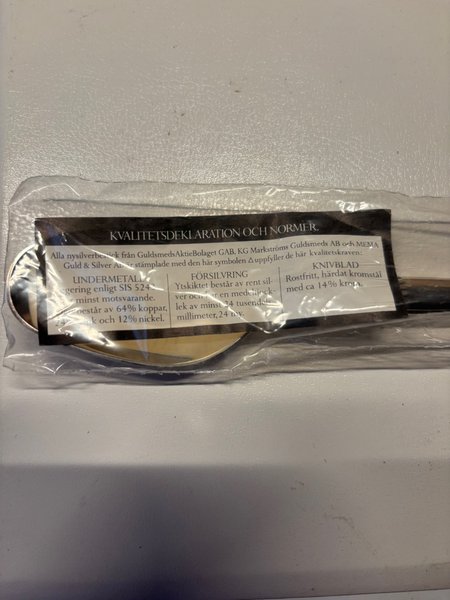 KVALITETSDEKLARATION OCH NORMER.
Alla nysilverbestick från GuldsmedsAktieBolaget GAB, KG Markströms Guldsmeds AB och MEMA
Guld & Silver AB är stämplade med den här symbolen uppfyller de här kvalitetskraven:
UNDERMETALL
gering enligt SIS 524
minst motsvarande.
består av 64% koppar,
k och 12% nickel.
FÖRSILVRING
Ytskiktet består av rent sil-
ver och är en medeltjock-
lek av minst 24 tusendels
millimeter, 24 my.
KNIVBLAD
Rostfritt, härdat kromstål
med ca 14% krom.